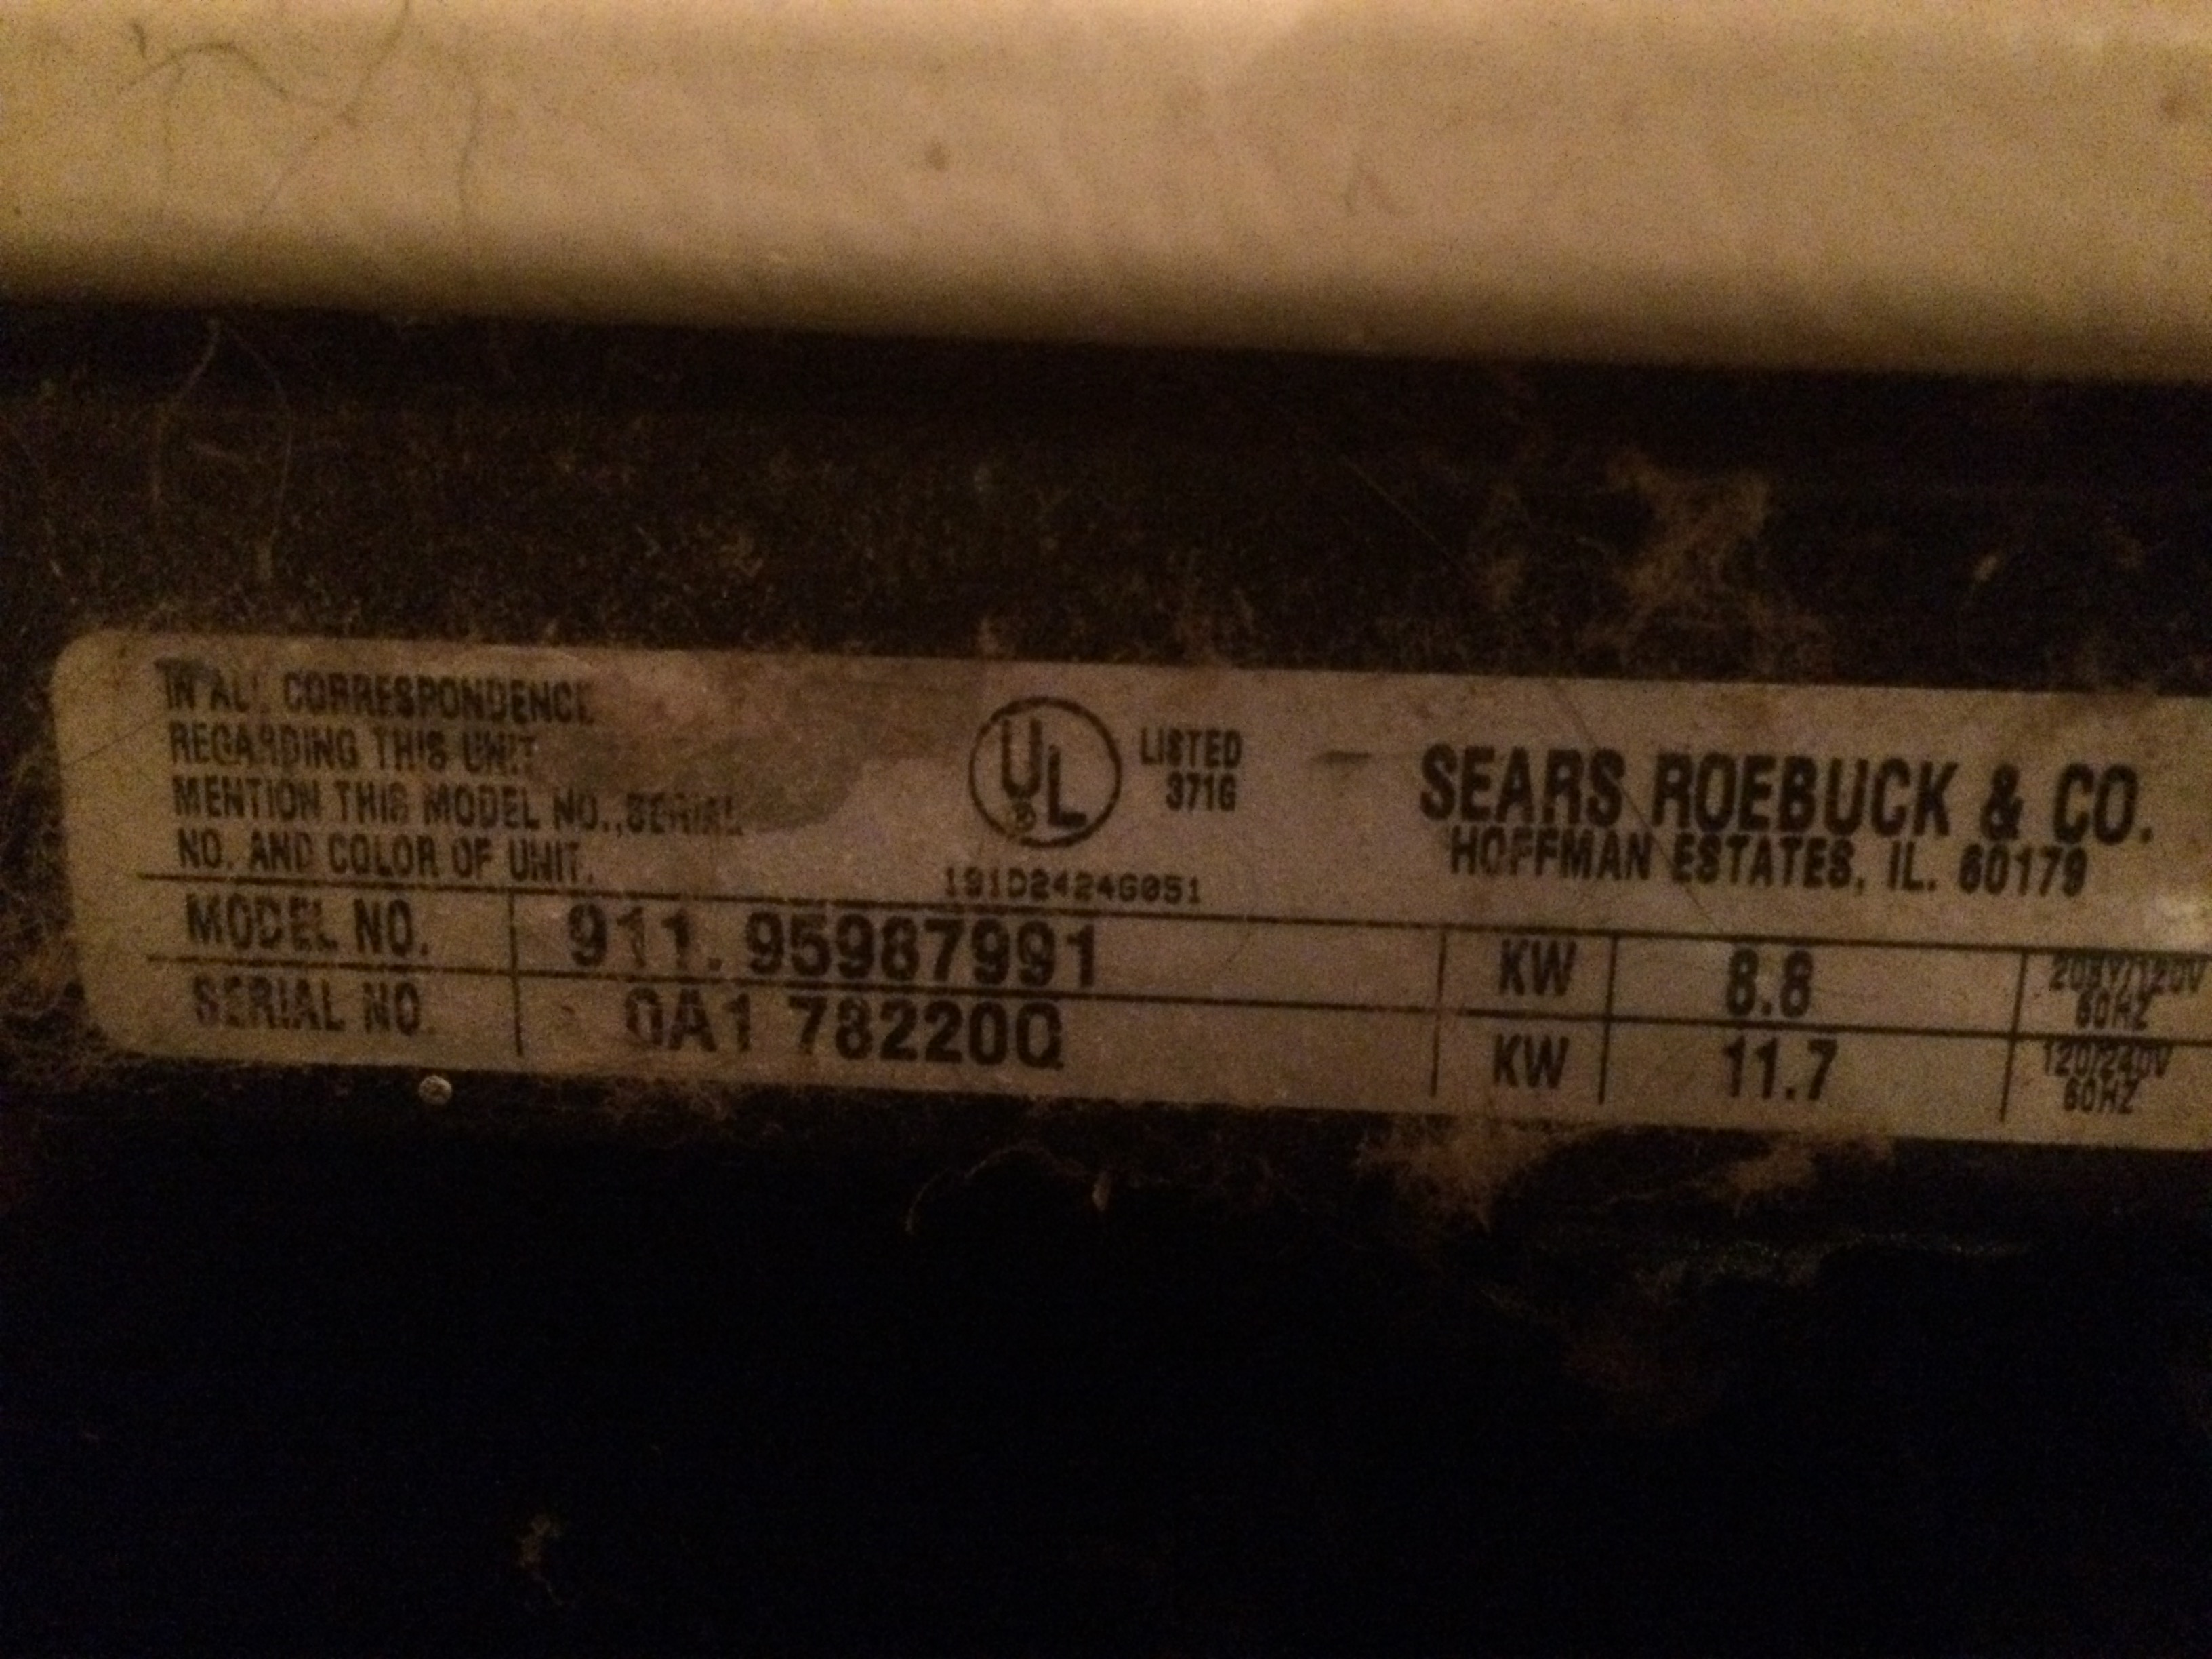 IN ALL CORRESPONDENCE
REGARDING THIS UNIT
MENTION THIS MODEL NO., SERIAL
NO. AND COLOR OF UNIT.
UL
®
LISTED
371G
191D2424G051
SEARS ROEBUCK & CO.
HOFFMAN ESTATES, IL. 60179
MODEL NO. 911. 95987991 KW 8.8 208V/120V
60HZ
SERIAL NO. 0A1 78220Q KW 11.7 120/240V
60HZ